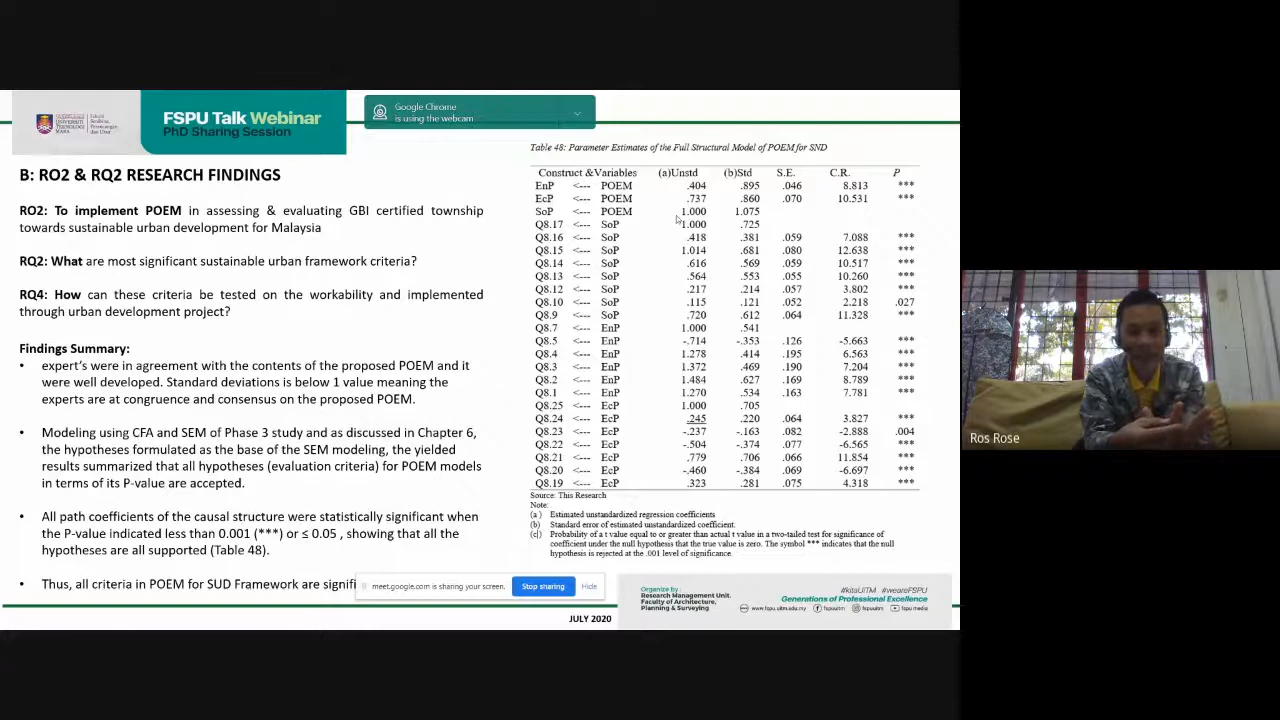 UNIVERSITI
TEKNOLOGI
MARA
FSPU Talk Webinar
PhD Sharing Session
Google Chrome
is using the webcam
B: RO2 & RQ2 RESEARCH FINDINGS
RO2: To implement POEM in assessing & evaluating GBI certified township
towards sustainable urban development for Malaysia
RQ2: What are most significant sustainable urban framework criteria?
RQ4: How can these criteria be tested on the workability and implemented
through urban development project?
Findings Summary:
• expert's were in agreement with the contents of the proposed POEM and it
were well developed. Standard deviations is below 1 value meaning the
experts are at congruence and consensus on the proposed POEM.
• Modeling using CFA and SEM of Phase 3 study and as discussed in Chapter 6,
the hypotheses formulated as the base of the SEM modeling, the yielded
results summarized that all hypotheses (evaluation criteria) for POEM models
in terms of its P-value are accepted.
• All path coefficients of the causal structure were statistically significant when
the P-value indicated less than 0.001 (***) or ≤ 0.05 , showing that all the
hypotheses are all supported (Table 48).
• Thus, all criteria in POEM for SUD Framework are signifi
Table 48: Parameter Estimates of the Full Structural Model of POEM for SND
Construct & Variables (a)Unstd (b)Std S.E. C.R. P
EnP <--- POEM .404 .895 .046 8.813 ***
EcP <--- POEM .737 .860 .070 10.531 ***
SoP <--- POEM 1.000 1.075
Q8.17 <--- SoP 1.000 .725
Q8.16 <--- SoP .418 .381 .059 7.088 ***
Q8.15 <--- SoP 1.014 .681 .080 12.638 ***
Q8.14 <--- SoP .616 .569 .059 10.517 ***
Q8.13 <--- SoP .564 .553 .055 10.260 ***
Q8.12 <--- SoP .217 .214 .057 3.802 ***
Q8.10 <--- SoP .115 .121 .052 2.218 .027
Q8.9 <--- SoP .720 .612 .064 11.328 ***
Q8.7 <--- EnP 1.000 .541
Q8.5 <--- EnP -.714 -.353 .126 -5.663 ***
Q8.4 <--- EnP 1.278 .414 .195 6.563 ***
Q8.3 <--- EnP 1.372 .469 .190 7.204 ***
Q8.2 <--- EnP 1.484 .627 .169 8.789 ***
Q8.1 <--- EnP 1.270 .534 .163 7.781 ***
Q8.25 <--- EcP 1.000 .705
Q8.24 <--- EcP .245 .220 .064 3.827 ***
Q8.23 <--- EcP -.237 -.163 .082 -2.888 .004
Q8.22 <--- EcP -.504 -.374 .077 -6.565 ***
Q8.21 <--- EcP .779 .706 .066 11.854 ***
Q8.20 <--- EcP -.460 -.384 .069 -6.697 ***
Q8.19 <--- EcP .323 .281 .075 4.318 ***
Source: This Research
Note:
(a ) Estimated unstandardized regression coefficients
(b) Standard error of estimated unstandardized coefficient.
(c) Probability of a t value equal to or greater than actual t value in a two-tailed test for significance of
coefficient under the null hypothesis that the true value is zero. The symbol *** indicates that the null
hypothesis is rejected at the .001 level of significance.
meet.google.com is sharing your screen. Stop sharing Hide
Organize by :
Research Management Unit.
Faculty of Architecture,
Planning & Surveying
#kitaUiTM #weareFSPU
Generations of Professional Excellence
www.fspu.uitm.edu.my fspuuitm fspuuitm fspu media
JULY 2020
Ros Rose